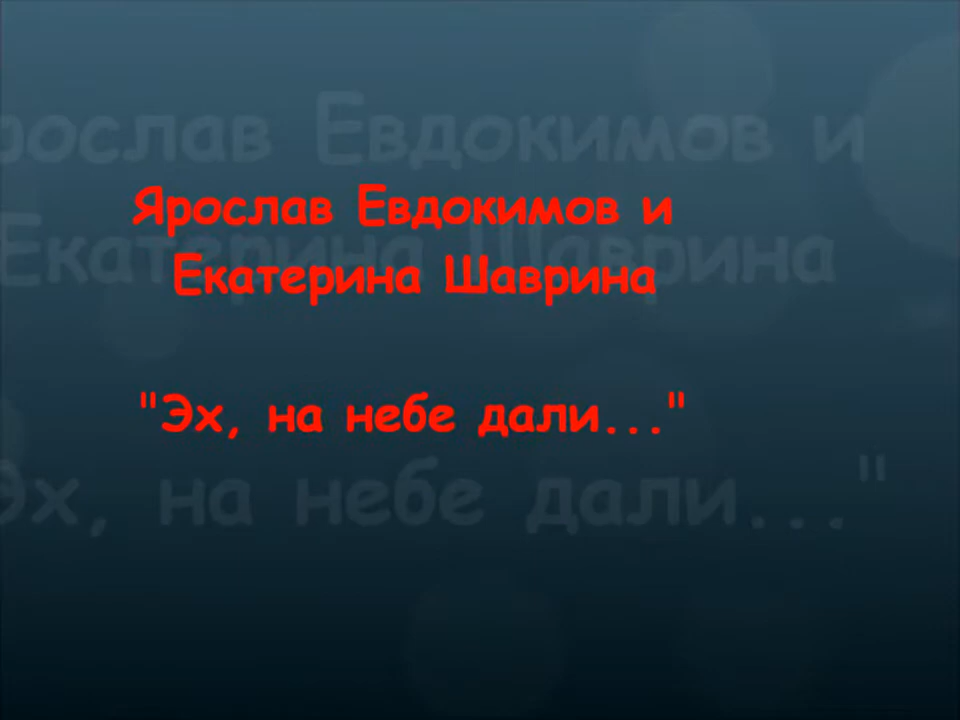 Ярослав Евдокимов и
Екатерина Шаврина
"Эх, на небе дали..."